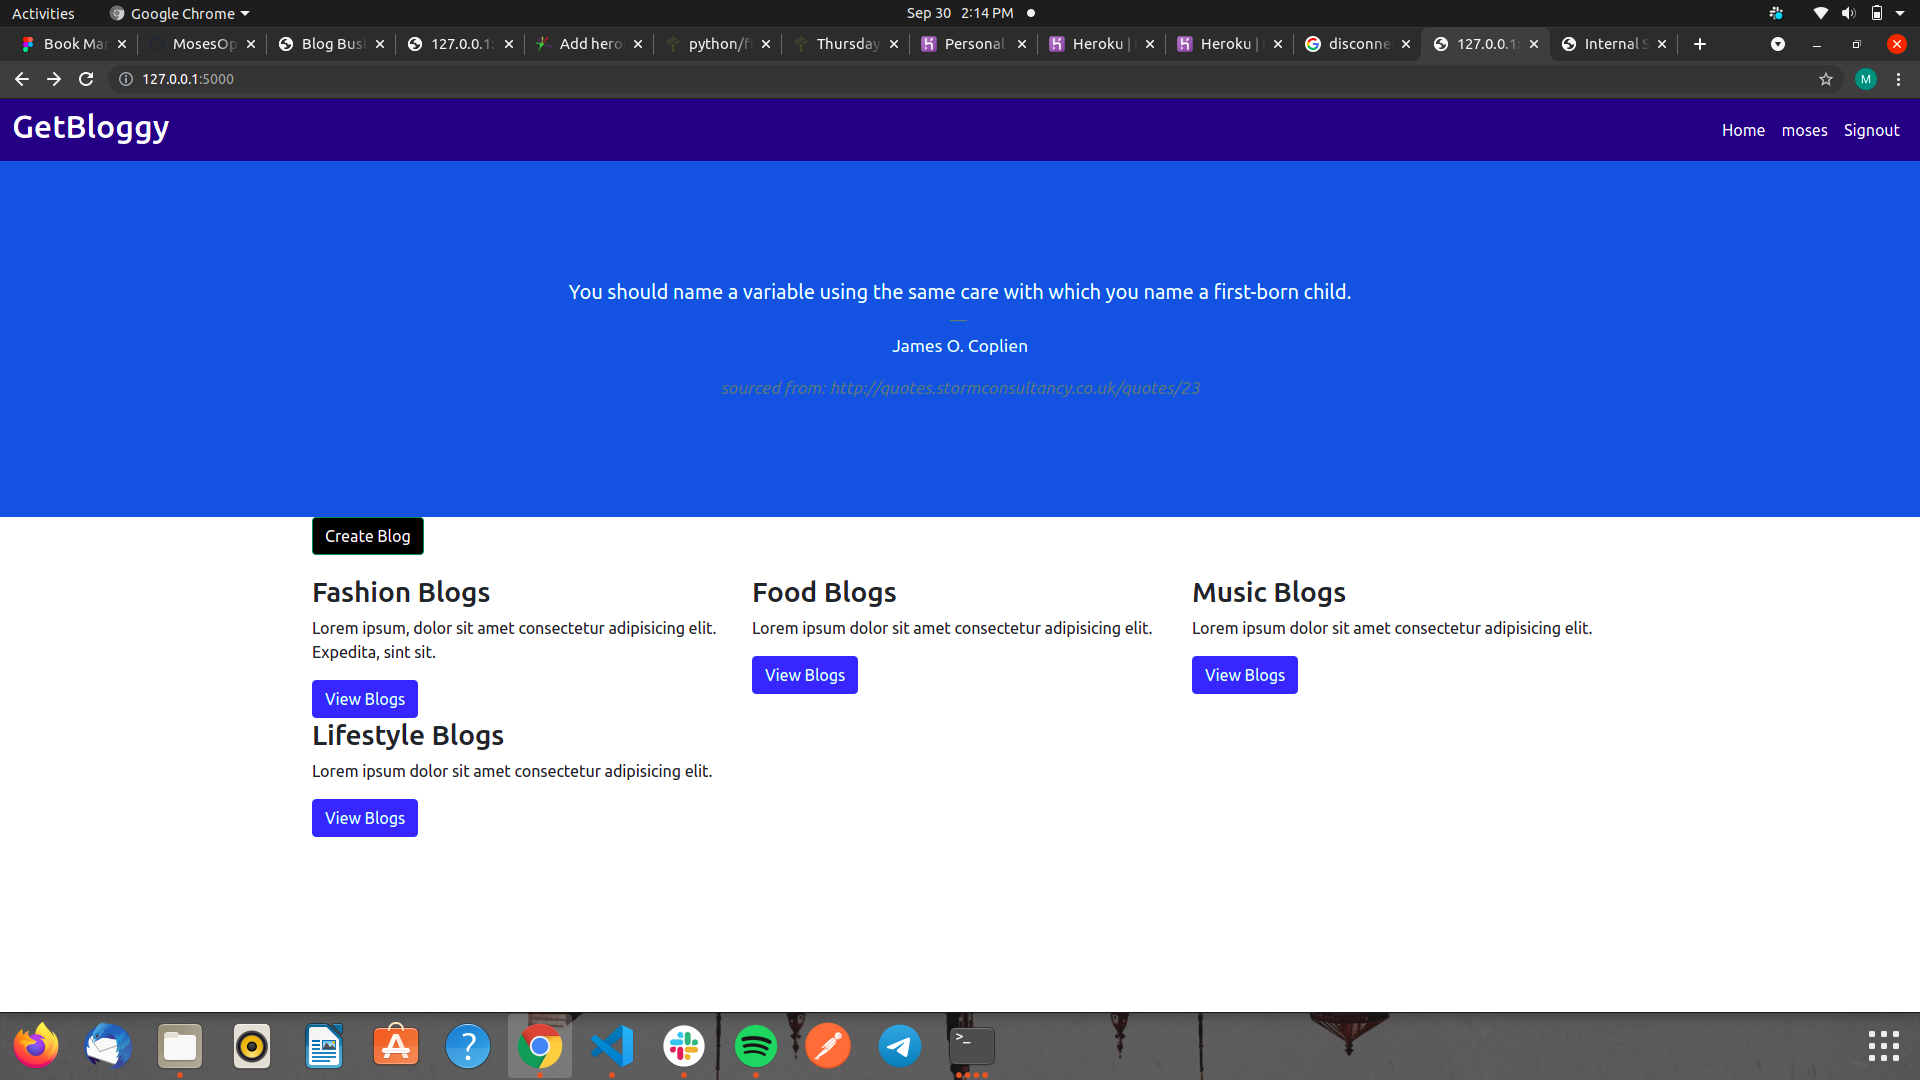 Activities
Google Chrome
Sep 30 2:14 PM
Book Mar
MosesOp
Blog Bus
127.0.0.1:
Add hero
python/fl
Thursday
Personal
Heroku |
Heroku |
disconne
127.0.0.1:
Internal S
127.0.0.1:5000
M
GetBloggy
Home
moses
Signout
You should name a variable using the same care with which you name a first-born child.
—
James O. Coplien
sourced from: http://quotes.stormconsultancy.co.uk/quotes/23
Create Blog
Fashion Blogs
Lorem ipsum, dolor sit amet consectetur adipisicing elit.
Expedita, sint sit.
View Blogs
Food Blogs
Lorem ipsum dolor sit amet consectetur adipisicing elit.
View Blogs
Music Blogs
Lorem ipsum dolor sit amet consectetur adipisicing elit.
View Blogs
Lifestyle Blogs
Lorem ipsum dolor sit amet consectetur adipisicing elit.
View Blogs